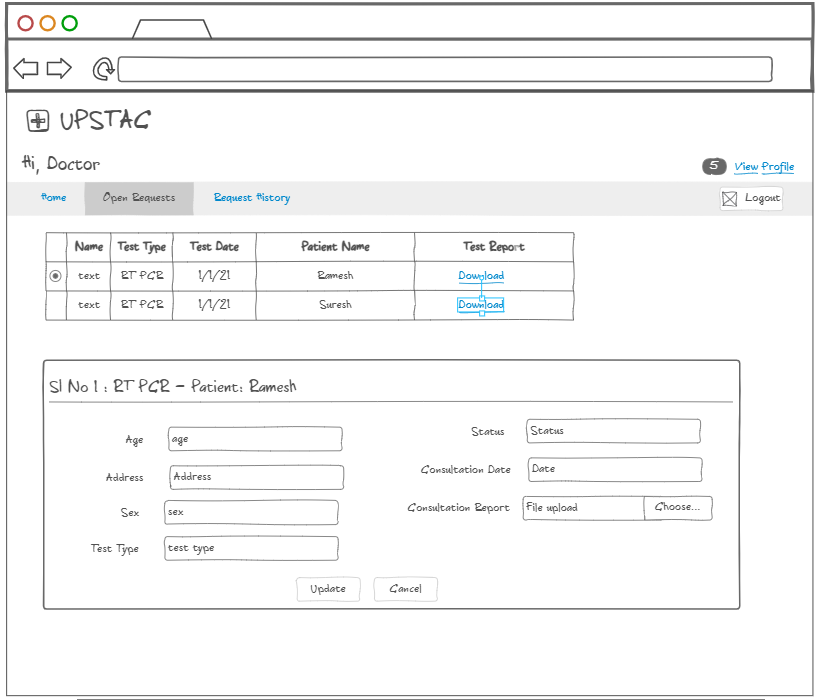 UPSTAC
Hi, Doctor
5 View Profile
Home Open Requests Request History Logout
Name Test Type Test Date Patient Name Test Report
text RT PCR 1/1/21 Ramesh Download
text RT PCR 1/1/21 Suresh Download
Sl No 1 : RT PCR - Patient: Ramesh
Age age Status Status
Address Address Consultation Date Date
Sex sex Consultation Report File upload Choose...
Test Type test type
Update Cancel